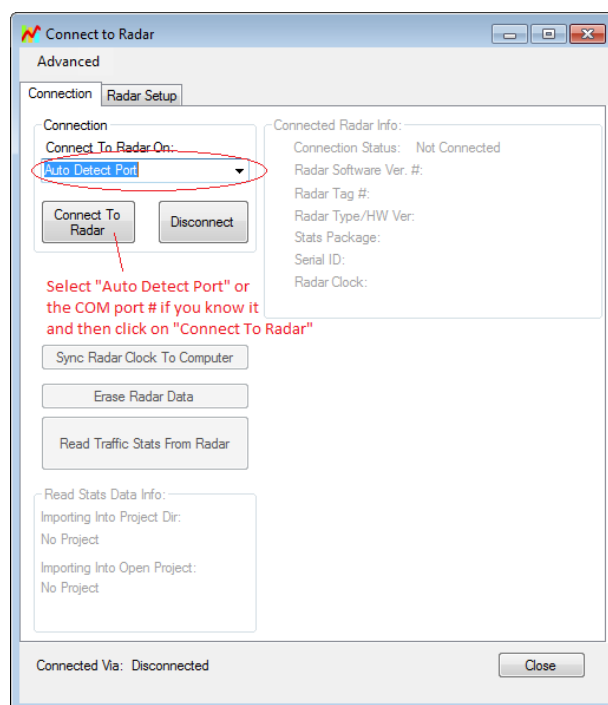 Connect to Radar
Advanced
Connection
Radar Setup
Connection
Connect To Radar On:
Auto Detect Port
Connect To
Radar
Disconnect
Select "Auto Detect Port" or
the COM port # if you know it
and then click on "Connect To Radar"
Sync Radar Clock To Computer
Erase Radar Data
Read Traffic Stats From Radar
Read Stats Data Info:
Importing Into Project Dir:
No Project
Importing Into Open Project:
No Project
Connected Radar Info:
Connection Status: Not Connected
Radar Software Ver. #:
Radar Tag #:
Radar Type/HW Ver:
Stats Package:
Serial ID:
Radar Clock:
Connected Via: Disconnected
Close